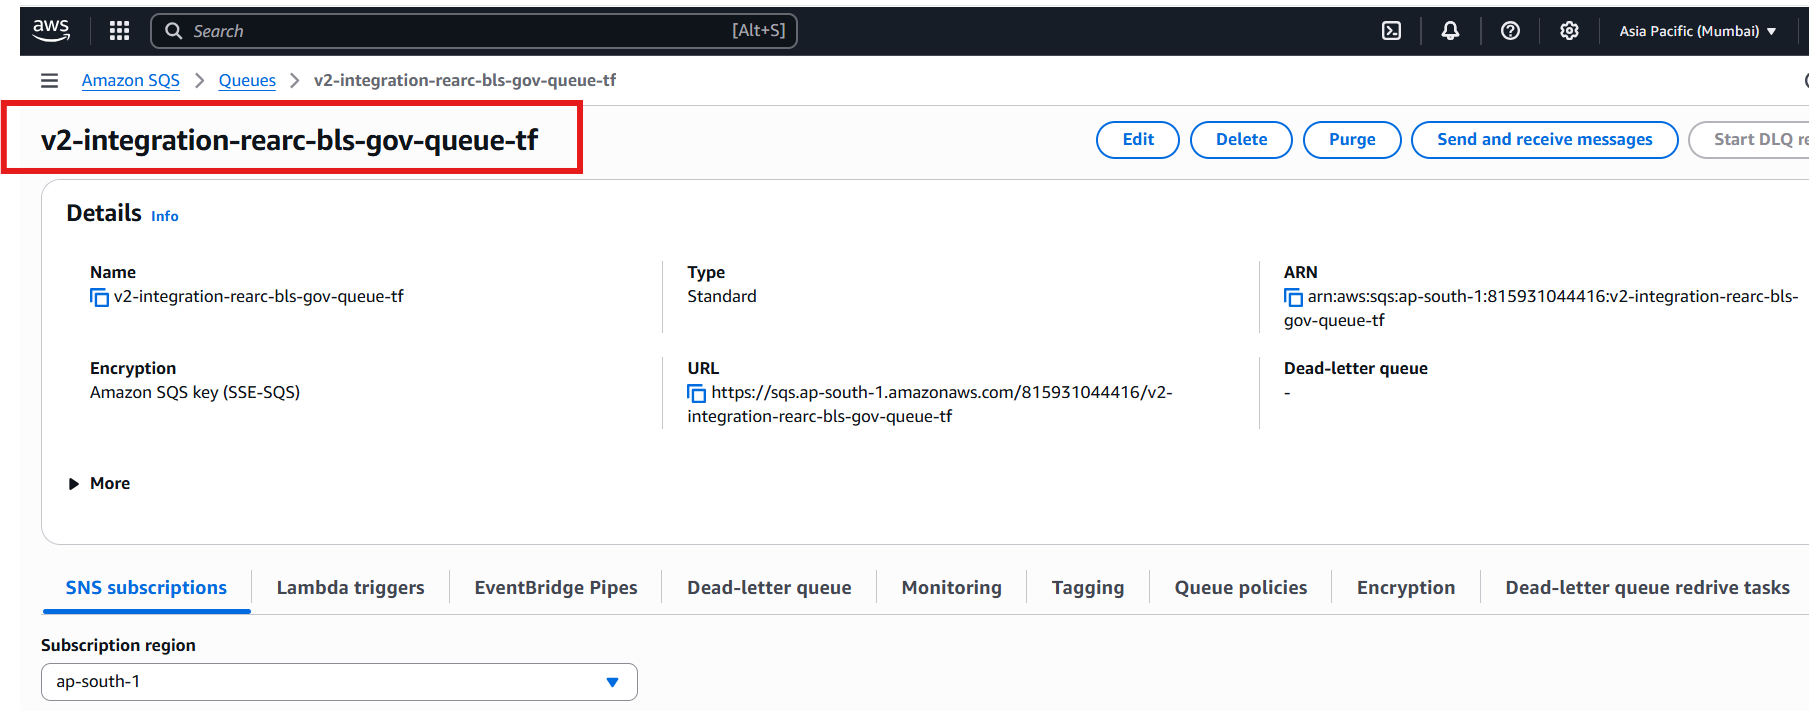 aws
Search
[Alt+S]
Asia Pacific (Mumbai)
Amazon SQS
Queues
v2-integration-rearc-bls-gov-queue-tf
v2-integration-rearc-bls-gov-queue-tf
Edit
Delete
Purge
Send and receive messages
Start DLQ re
Details Info
Name
v2-integration-rearc-bls-gov-queue-tf
Type
Standard
ARN
arn:aws:sqs:ap-south-1:815931044416:v2-integration-rearc-bls-
gov-queue-tf
Encryption
Amazon SQS key (SSE-SQS)
URL
https://sqs.ap-south-1.amazonaws.com/815931044416/v2-
integration-rearc-bls-gov-queue-tf
Dead-letter queue
-
More
SNS subscriptions
Lambda triggers
EventBridge Pipes
Dead-letter queue
Monitoring
Tagging
Queue policies
Encryption
Dead-letter queue redrive tasks
Subscription region
ap-south-1